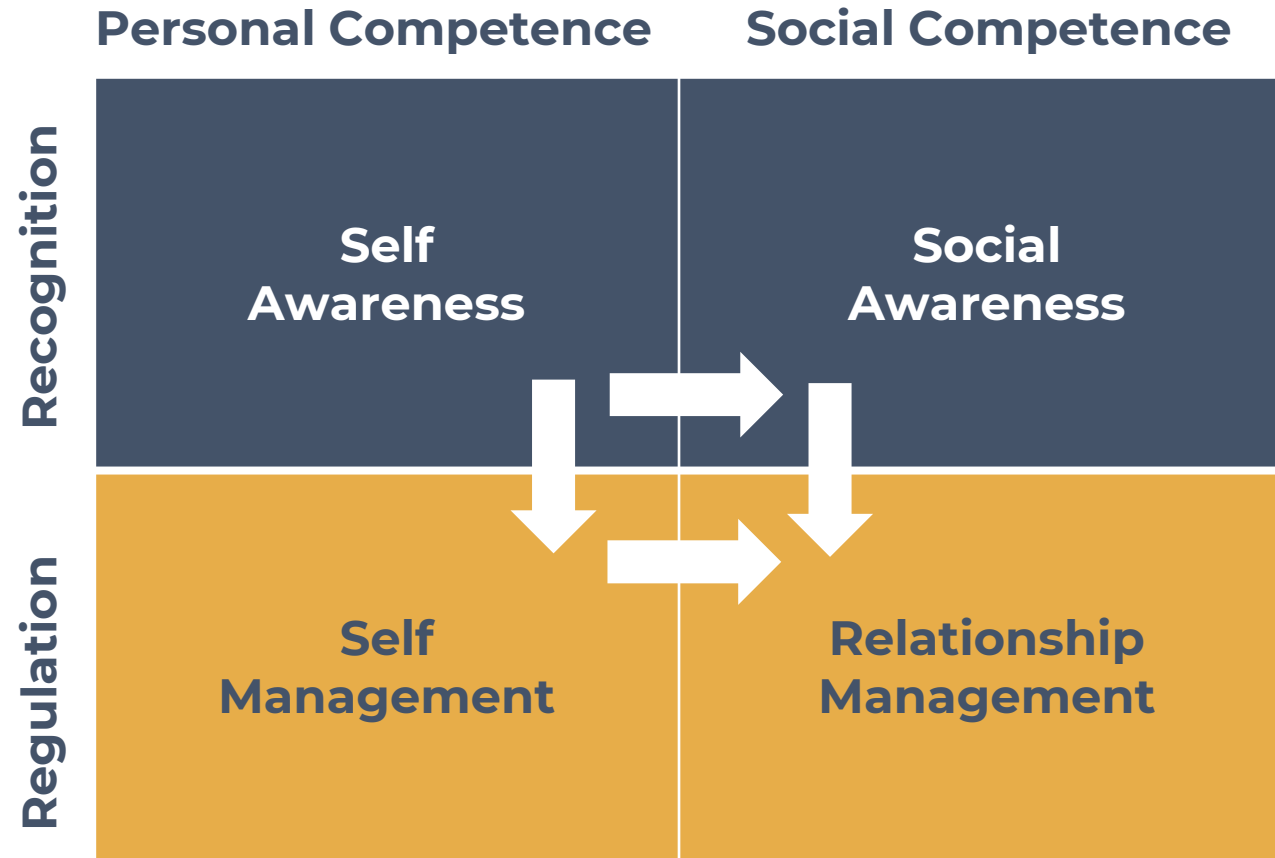 Personal Competence
Social Competence
Recognition
Self
Awareness
Social
Awareness
Regulation
Self
Management
Relationship
Management